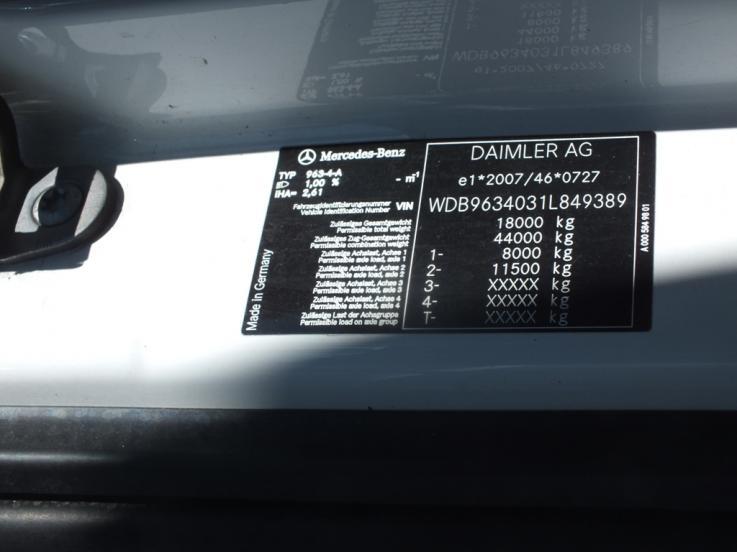 Mercedes-Benz
TYP 963-4-A
1,00 % - m⁻¹
IHA= 2,61
Fahrzeugidentifizierungsnummer
Vehicle Identification Number VIN
Zulässiges Gesamtgewicht
Permissible total weight
Zulässiges Zug-Gesamtgewicht
Permissible combination weight
Zulässige Achslast, Achse 1
Permissible axle load, axle 1
Zulässige Achslast, Achse 2
Permissible axle load, axle 2
Zulässige Achslast, Achse 3
Permissible axle load, axle 3
Zulässige Achslast, Achse 4
Permissible axle load, axle 4
Zulässige Last der Achsgruppe
Permissible load on axle group
Made in Germany
DAIMLER AG
e1*2007/46*0727
WDB9634031L849389
18000 kg
44000 kg
1- 8000 kg
2- 11500 kg
3- XXXXX kg
4- XXXXX kg
T- XXXXX kg
A 000 584 98 01